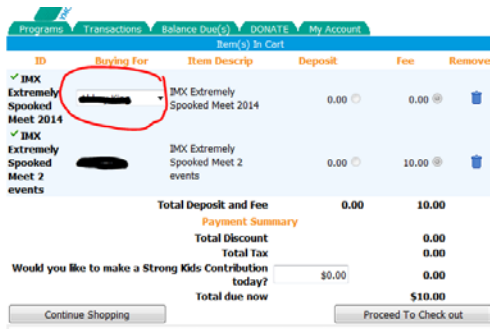 YMC
Programs Transactions Balance Due(s) DONATE My Account
Item(s) In Cart
ID Buying For Item Descrip Deposit Fee Remove
IMX Extremely Spooked Meet 2014 IMX Extremely Spooked Meet 2014 0.00 0.00
IMX Extremely Spooked Meet 2 events IMX Extremely Spooked Meet 2 events 0.00 10.00
Total Deposit and Fee 0.00 10.00
Payment Summary
Total Discount 0.00
Total Tax 0.00
Would you like to make a Strong Kids Contribution today? $0.00 0.00
Total due now $10.00
Continue Shopping Proceed To Check out